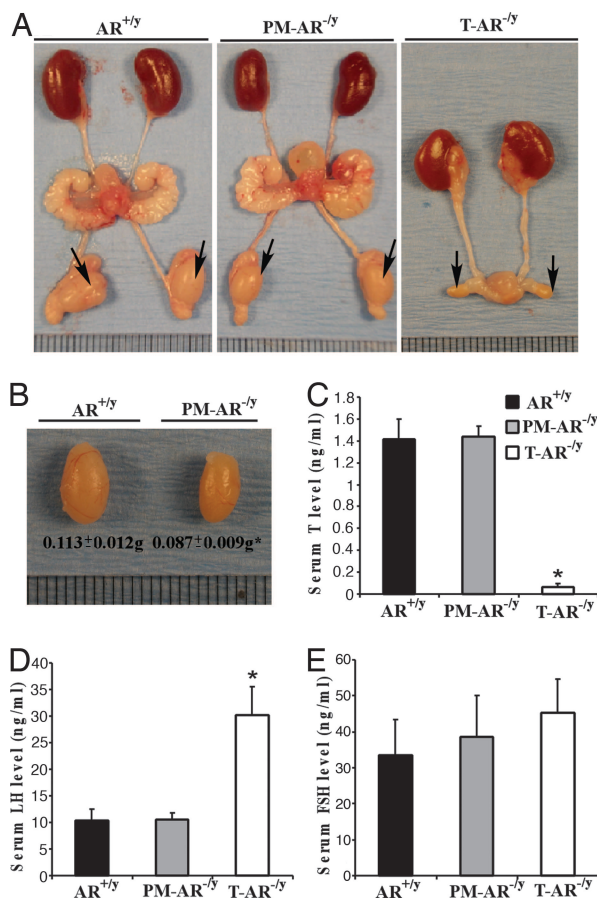 A
AR+/y
PM-AR-/y
T-AR-/y
B
AR+/y
PM-AR-/y
0.113±0.012g
0.087±0.009g*
C
Serum T level (ng/ml)
1.8
1.6
1.4
1.2
1
0.8
0.6
0.4
0.2
0
AR+/y
PM-AR-/y
T-AR-/y
*
AR+/y
PM-AR-/y
T-AR-/y
D
Serum LH level (ng/ml)
40
35
30
25
20
15
10
5
0
*
AR+/y
PM-AR-/y
T-AR-/y
E
Serum FSH level (ng/ml)
60
50
40
30
20
10
0
AR+/y
PM-AR-/y
T-AR-/y